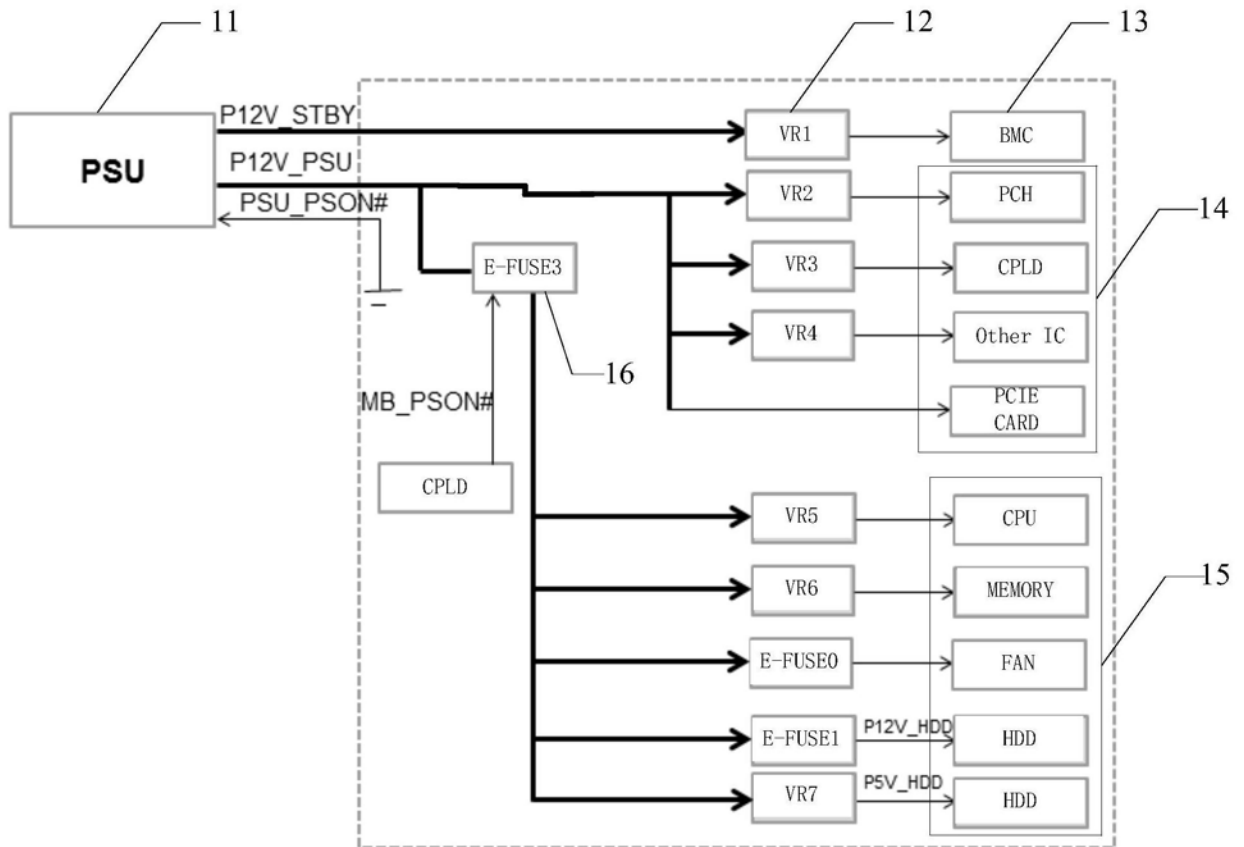 11
12
13
P12V_STBY
VR1
BMC
PSU
P12V_PSU
VR2
PCH
PSU_PSON#
14
E-FUSE3
VR3
CPLD
VR4
Other IC
16
MB_PSON#
PCIE
CARD
CPLD
VR5
CPU
VR6
MEMORY
15
E-FUSE0
FAN
E-FUSE1
P12V_HDD
HDD
VR7
P5V_HDD
HDD